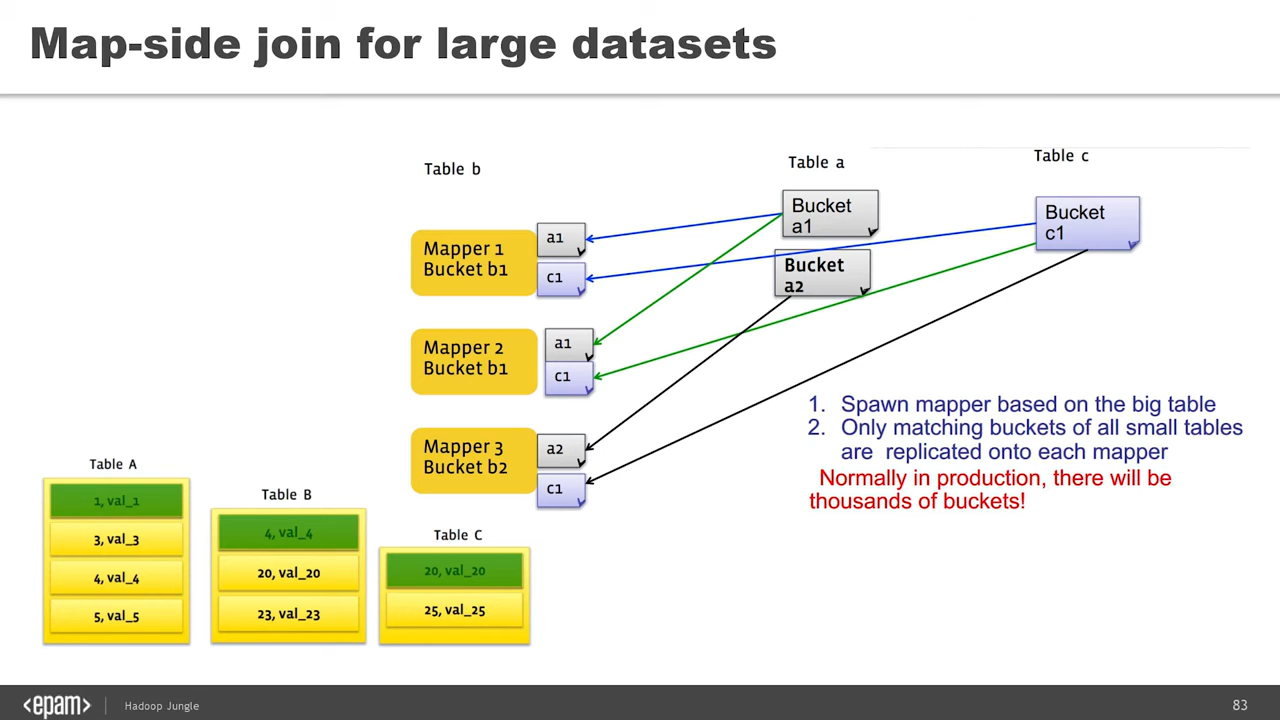 Map-side join for large datasets
Table b
Table a
Table c
Bucket
a1
Bucket
c1
Bucket
a2
Mapper 1
Bucket b1
a1
c1
Mapper 2
Bucket b1
a1
c1
Mapper 3
Bucket b2
a2
c1
1. Spawn mapper based on the big table
2. Only matching buckets of all small tables
are replicated onto each mapper
Normally in production, there will be
thousands of buckets!
Table A
1, val_1
3, val_3
4, val_4
5, val_5
Table B
4, val_4
20, val_20
23, val_23
Table C
20, val_20
25, val_25
<epam>
Hadoop Jungle
83